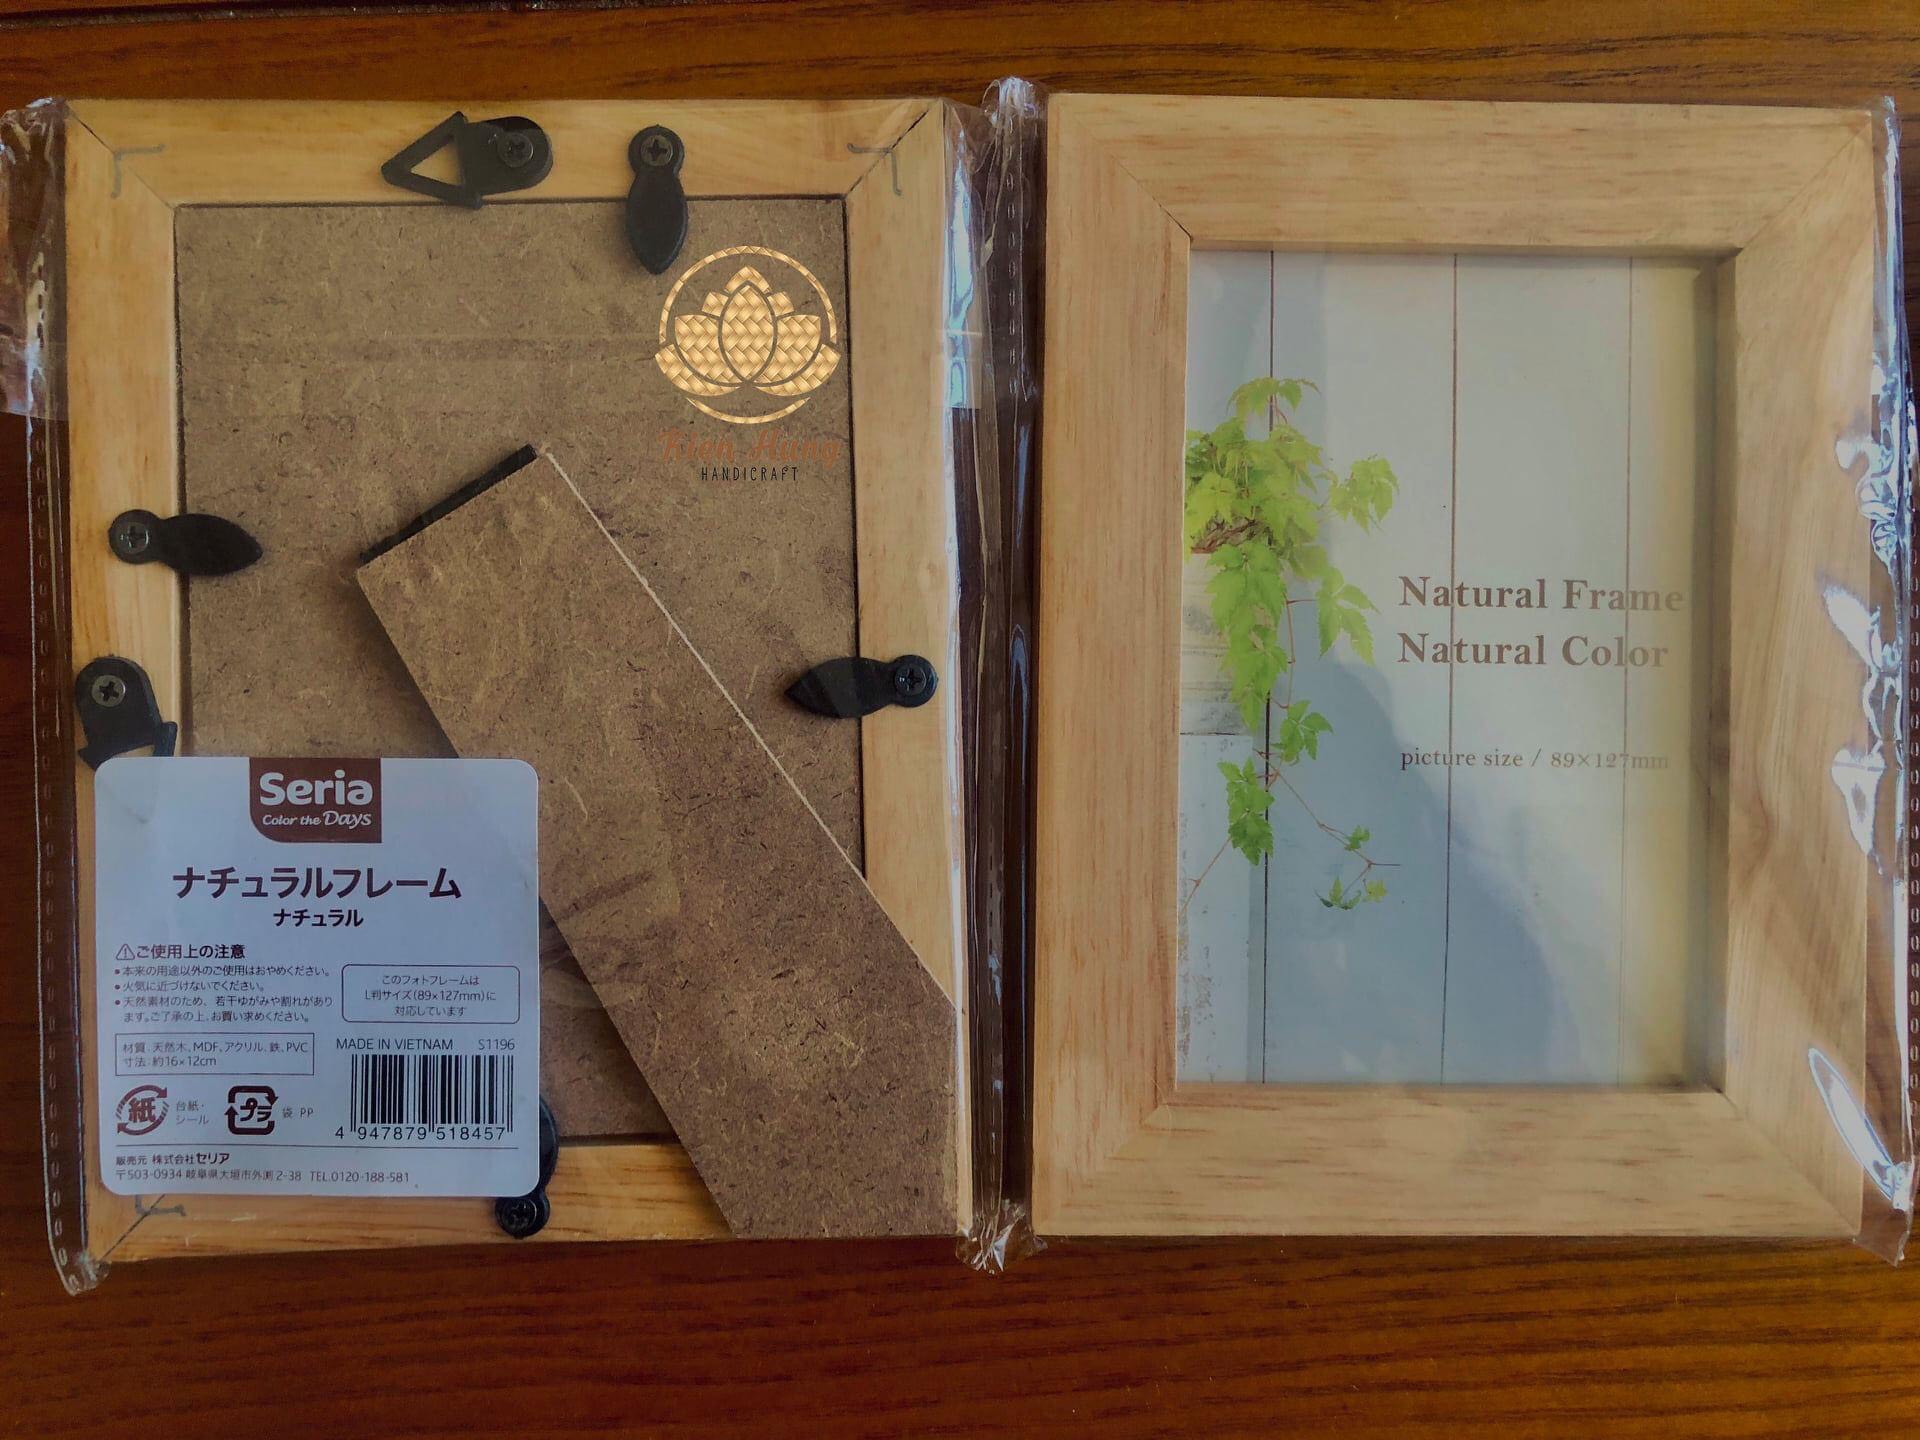 Kien Hung
HANDICRAFT
Seria
Color the Days
ナチュラルフレーム
ナチュラル
⚠ご使用上の注意
●本来の用途以外のご使用はおやめください。
●火気に近づけないでください。
●天然素材のため、若干ゆがみや割れがあり
ます。ご了承の上、お買い求めください。
このフォトフレームは
L判サイズ(89×127mm)に
対応しています
材質:天然木、MDF、アクリル、鉄、PVC
寸法:約16×12cm
MADE IN VIETNAM S1196
紙 台紙・
シール
プラ 袋 PP
4 947879 518457
販売元 株式会社セリア
〒503-0934 岐阜県大垣市外渕2-38 TEL.0120-188-581
Natural Frame
Natural Color
picture size / 89×127mm